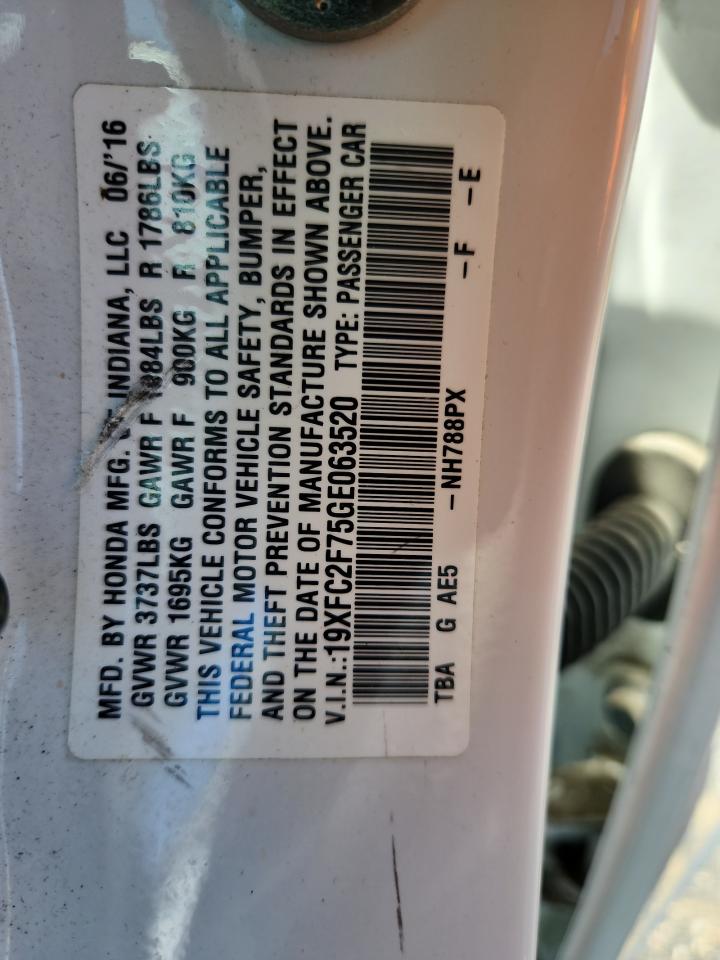 MFD. BY HONDA MFG. OF INDIANA, LLC 06/'16
GVWR 3737LBS GAWR F 1884LBS R 1786LBS
GVWR 1695KG GAWR F 900KG R 810KG
THIS VEHICLE CONFORMS TO ALL APPLICABLE
FEDERAL MOTOR VEHICLE SAFETY, BUMPER,
AND THEFT PREVENTION STANDARDS IN EFFECT
ON THE DATE OF MANUFACTURE SHOWN ABOVE.
V.I.N.:19XFC2F75GE063520 TYPE: PASSENGER CAR
TBA G AE5 -NH788PX -F -E